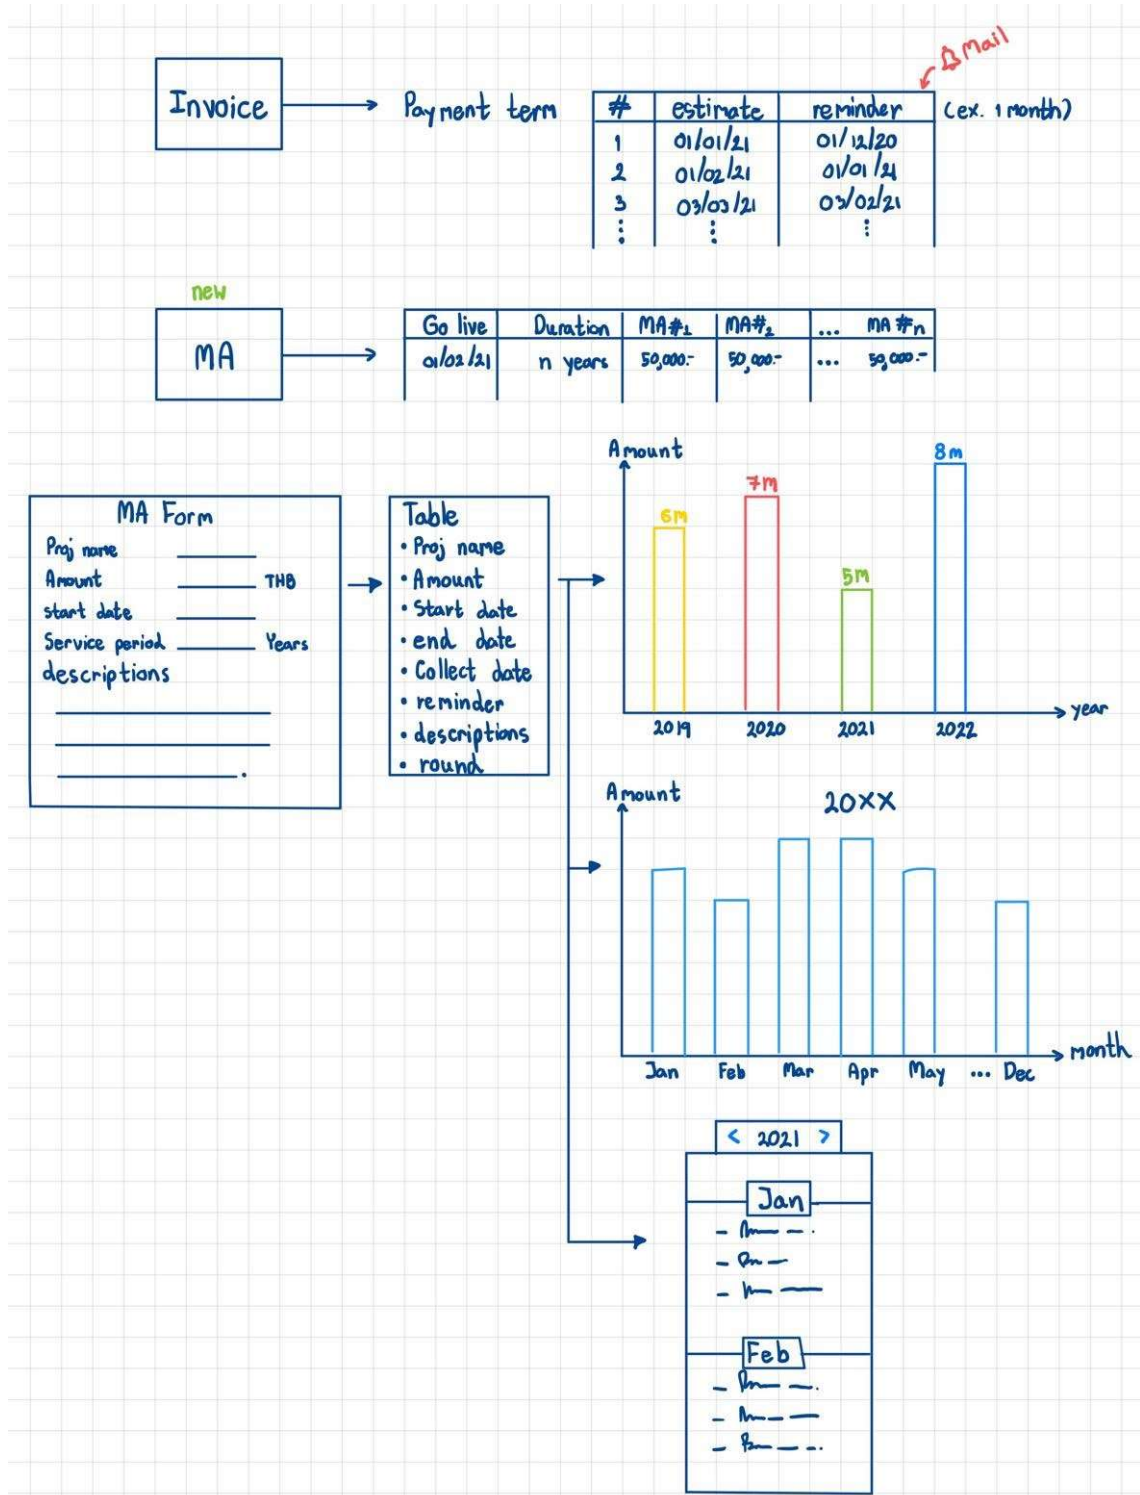 Mail
Invoice
Payment term
# estimate reminder (ex. 1 month)
1 01/01/21 01/12/20
2 01/02/21 01/01/21
3 03/03/21 03/02/21
⋮ ⋮ ⋮
new
MA
Go live Duration MA#1 MA#2 ... MA#n
01/02/21 n years 50,000.- 50,000.- ... 50,000.-
MA Form
Proj name
Amount THB
start date
Service period Years
descriptions
Table
• Proj name
• Amount
• Start date
• end date
• Collect date
• reminder
• descriptions
• round
Amount
6m 7m 5m 8m
2019 2020 2021 2022
year
Amount
20XX
Jan Feb Mar Apr May ... Dec
month
< 2021 >
Jan
Feb